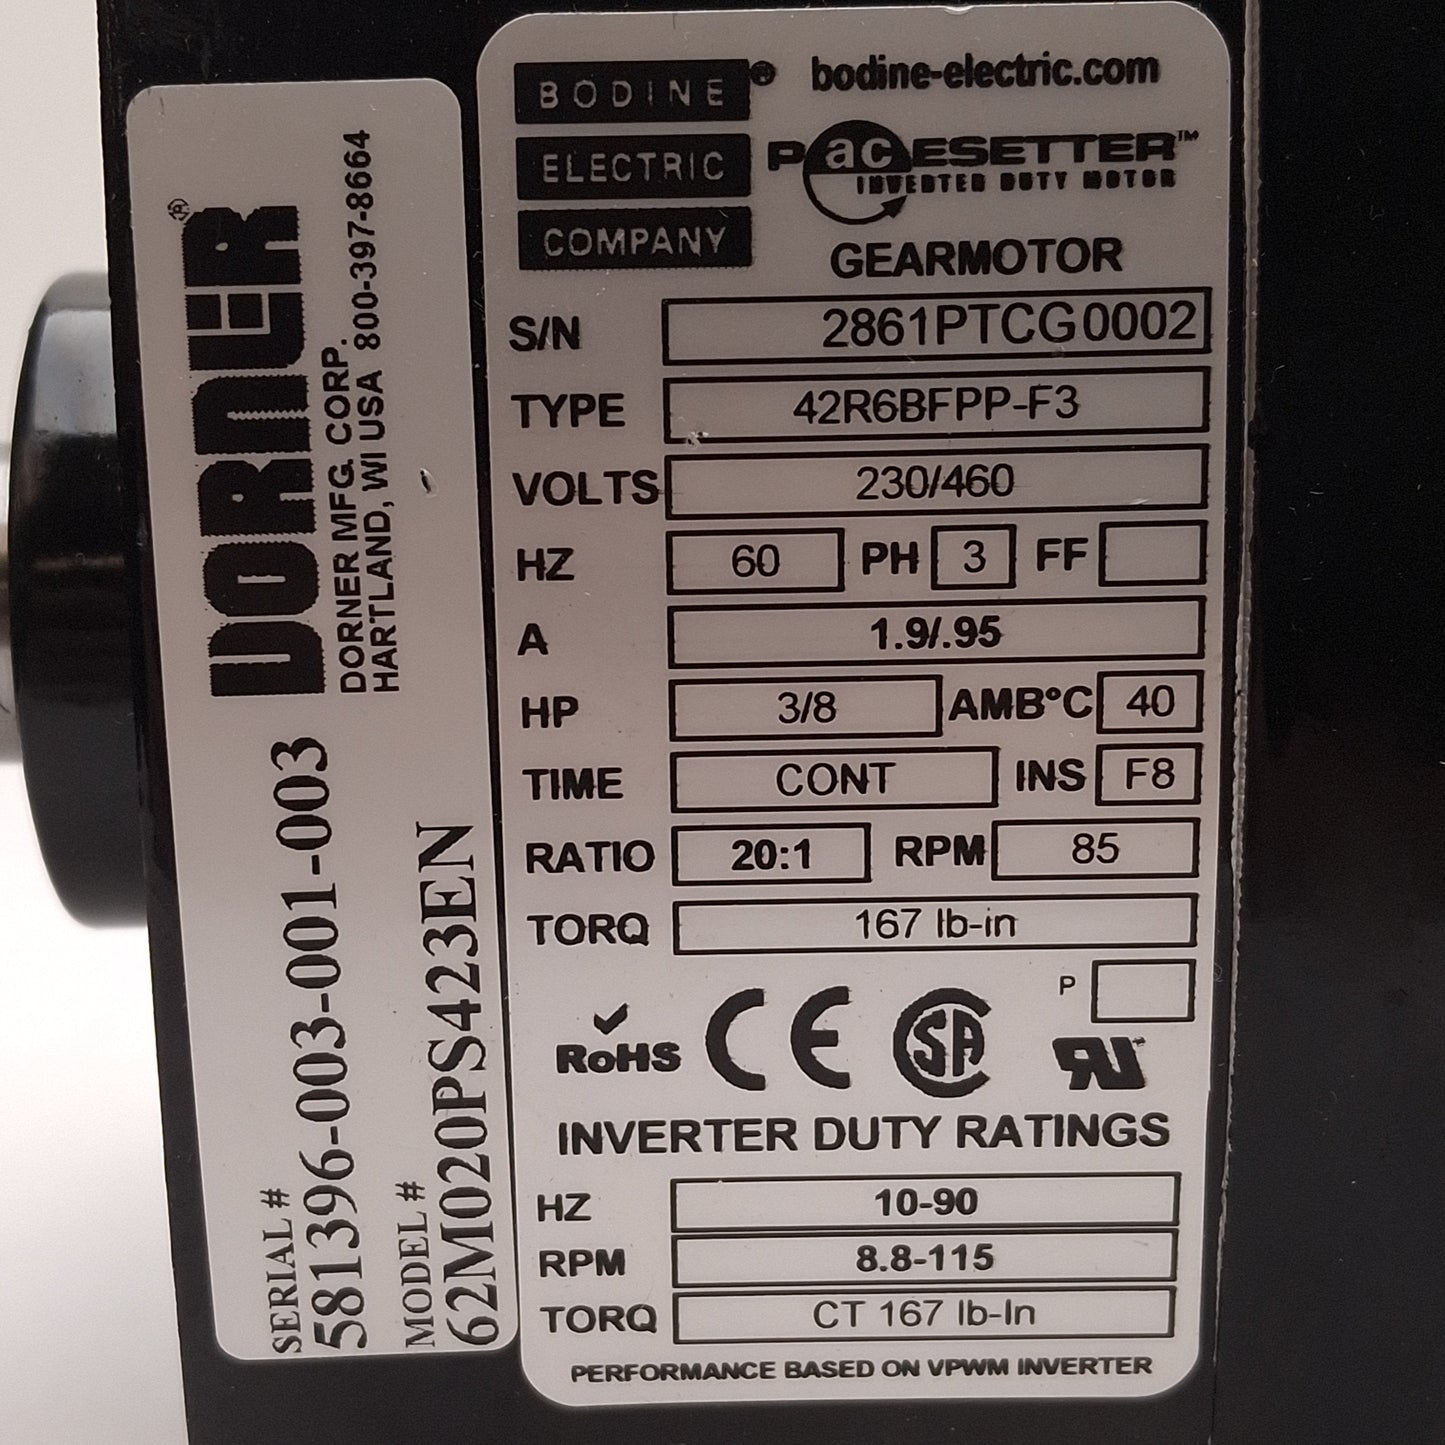 DORNER®
DORNER MFG. CORP.
HARTLAND, WI USA 800-397-8664
SERIAL #
581396-003-001-003
MODEL #
62M020PS423EN
BODINE®
ELECTRIC
COMPANY
bodine-electric.com
PacESETTER™
INVERTER DUTY MOTOR
GEARMOTOR
S/N 2861PTCG0002
TYPE 42R6BFPP-F3
VOLTS 230/460
HZ 60 PH 3 FF
A 1.9/.95
HP 3/8 AMB°C 40
TIME CONT INS F8
RATIO 20:1 RPM 85
TORQ 167 lb-in
P
RoHS CE SA RU
INVERTER DUTY RATINGS
HZ 10-90
RPM 8.8-115
TORQ CT 167 lb-In
PERFORMANCE BASED ON VPWM INVERTER